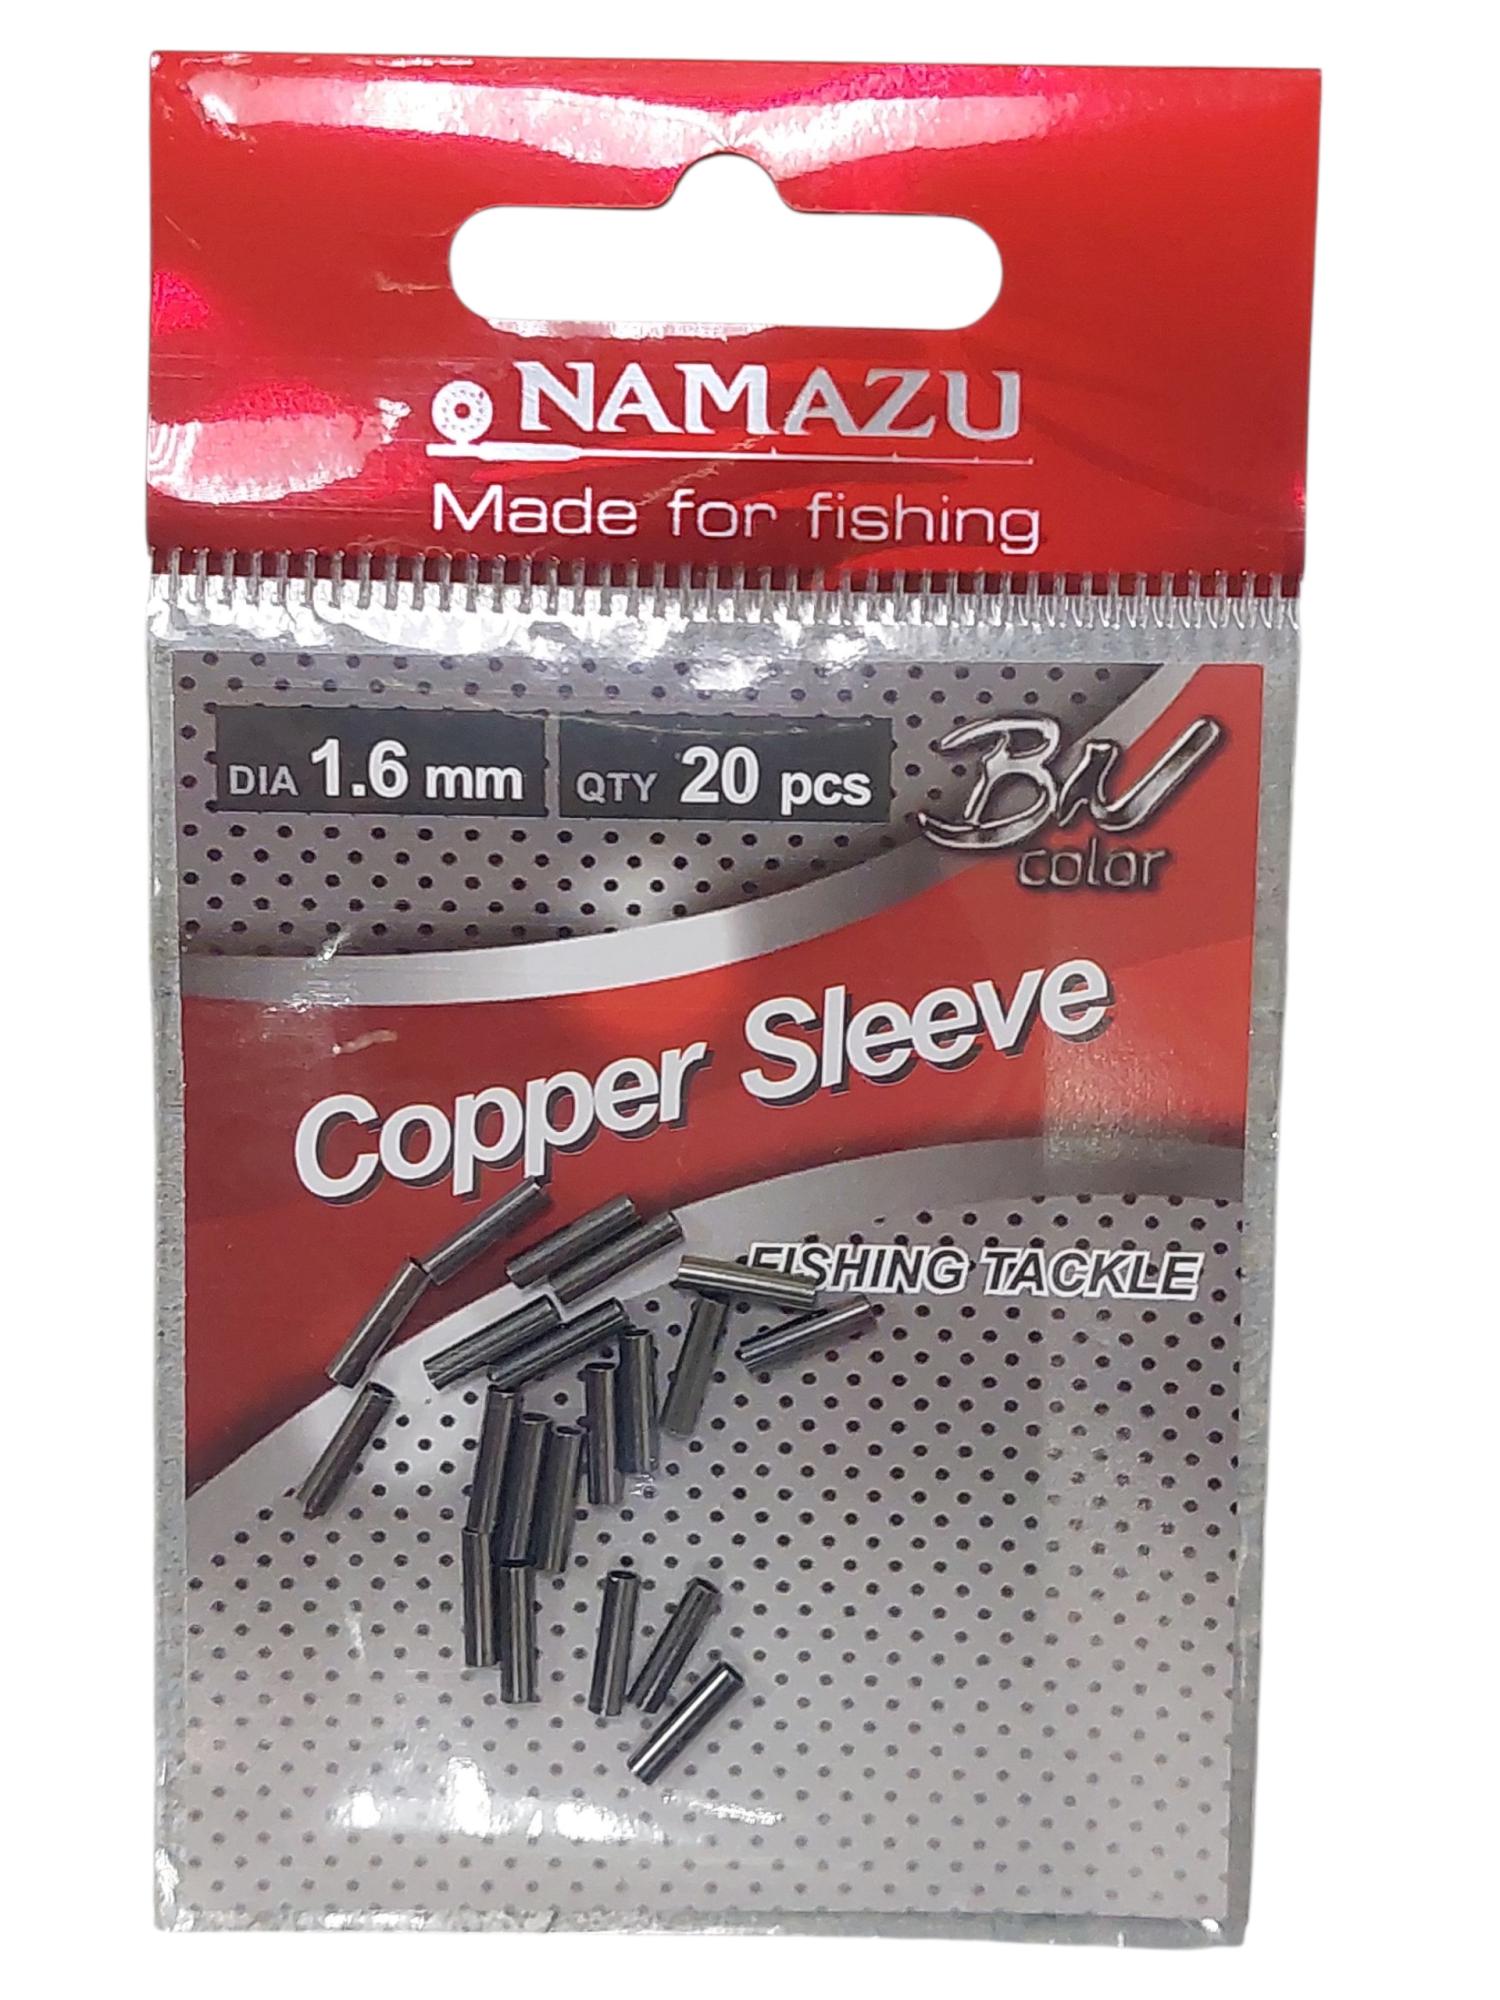 NAMAZU
Made for fishing
DIA 1.6 mm QTY 20 pcs
BN
color
Copper Sleeve
FISHING TACKLE